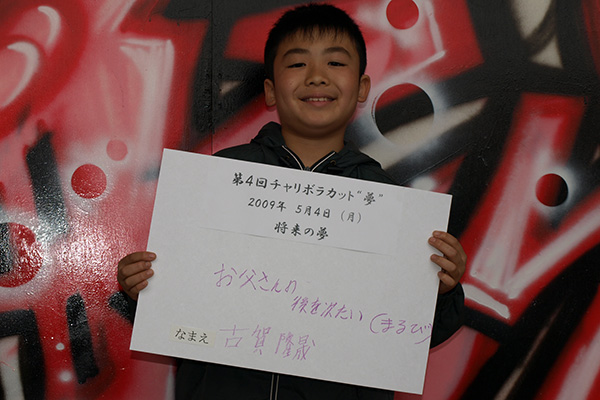 第4回チャリボラカット"夢"
2009年 5月4日 (月)
将来の夢
お父さんの
後を次たい (まるび)
なまえ 古賀 隆晟